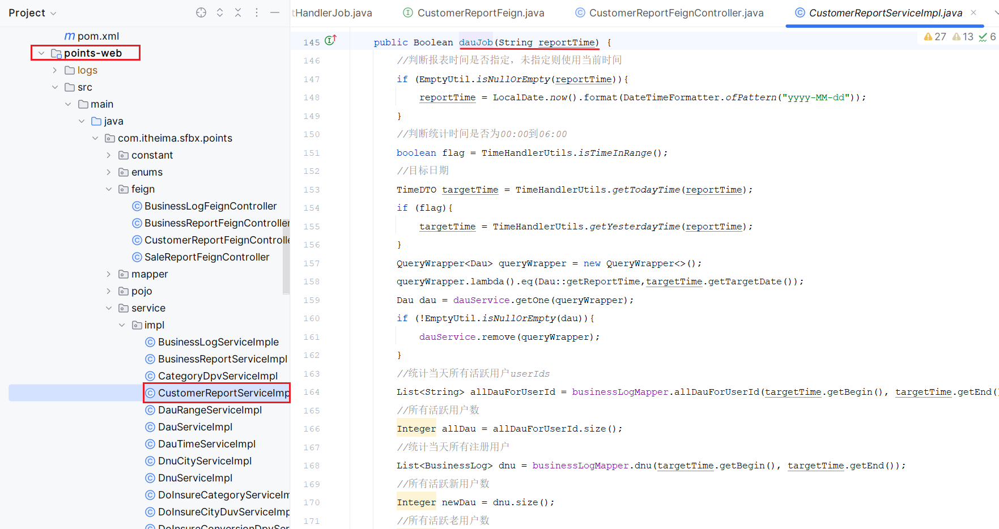 Project
pom.xml
points-web
logs
src
main
java
com.itheima.sfbx.points
constant
enums
feign
BusinessLogFeignController
BusinessReportFeignController
CustomerReportFeignControlle
SaleReportFeignController
mapper
pojo
service
impl
BusinessLogServiceImple
BusinessReportServiceImpl
CategoryDpvServiceImpl
CustomerReportServiceImp
DauRangeServiceImpl
DauServiceImpl
DauTimeServiceImpl
DnuCityServiceImpl
DnuServiceImpl
DoInsureCategoryServiceIm
DoInsureCityDuvServiceImp
DoInsureConversionDpvSer
tHandlerJob.java CustomerReportFeign.java CustomerReportFeignController.java CustomerReportServiceImpl.java
27 13 6
145 public Boolean dauJob(String reportTime) {
146 //判断报表时间是否指定，未指定则使用当前时间
147 if (EmptyUtil.isNullOrEmpty(reportTime)){
148 reportTime = LocalDate.now().format(DateTimeFormatter.ofPattern("yyyy-MM-dd"));
149 }
150 //判断统计时间是否为00:00到06:00
151 boolean flag = TimeHandlerUtils.isTimeInRange();
152 //目标日期
153 TimeDTO targetTime = TimeHandlerUtils.getTodayTime(reportTime);
154 if (flag){
155 targetTime = TimeHandlerUtils.getYesterdayTime(reportTime);
156 }
157 QueryWrapper<Dau> queryWrapper = new QueryWrapper<>();
158 queryWrapper.lambda().eq(Dau::getReportTime,targetTime.getTargetDate());
159 Dau dau = dauService.getOne(queryWrapper);
160 if (!EmptyUtil.isNullOrEmpty(dau)){
161 dauService.remove(queryWrapper);
162 }
163 //统计当天所有活跃用户userIds
164 List<String> allDauForUserId = businessLogMapper.allDauForUserId(targetTime.getBegin(), targetTime.getEnd()
165 //所有活跃用户数
166 Integer allDau = allDauForUserId.size();
167 //统计当天所有注册用户
168 List<BusinessLog> dnu = businessLogMapper.dnu(targetTime.getBegin(), targetTime.getEnd());
169 //所有活跃新用户数
170 Integer newDau = dnu.size();
171 //所有活跃老用户数